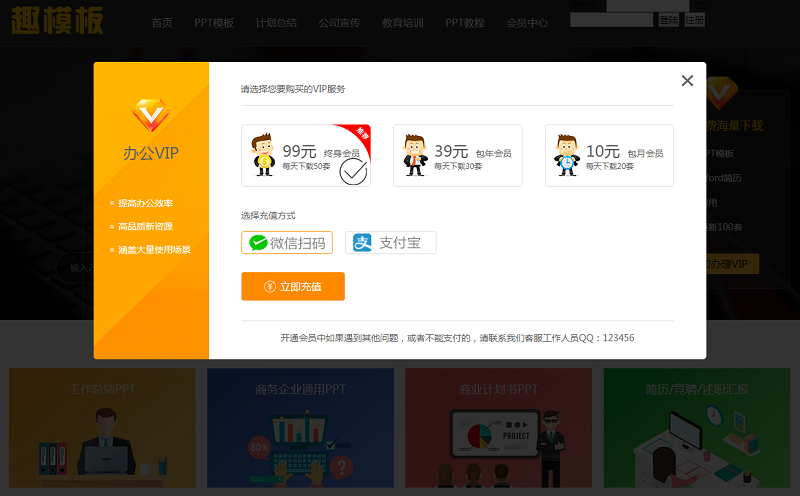 趣模板
首页 PPT模板 计划总结 公司宣传 教育培训 PPT教程 会员中心
登陆 注册
请选择您要购买的VIP服务
办公VIP
提高办公效率
高品质新资源
涵盖大量使用场景
99元 终身会员
每天下载50套
推荐
39元 包年会员
每天下载30套
10元 包月会员
每天下载20套
选择充值方式
微信扫码 支付宝
立即充值
开通会员中如果遇到其他问题，或者不能支付的，请联系我们客服工作人员QQ：123456
费海量下载
PT模板
Word简历
新100套
办理VIP
输入
工作总结PPT 商务企业通用PPT 商业计划书PPT 简历/竞聘/述职汇报
50%
?
PROJECT